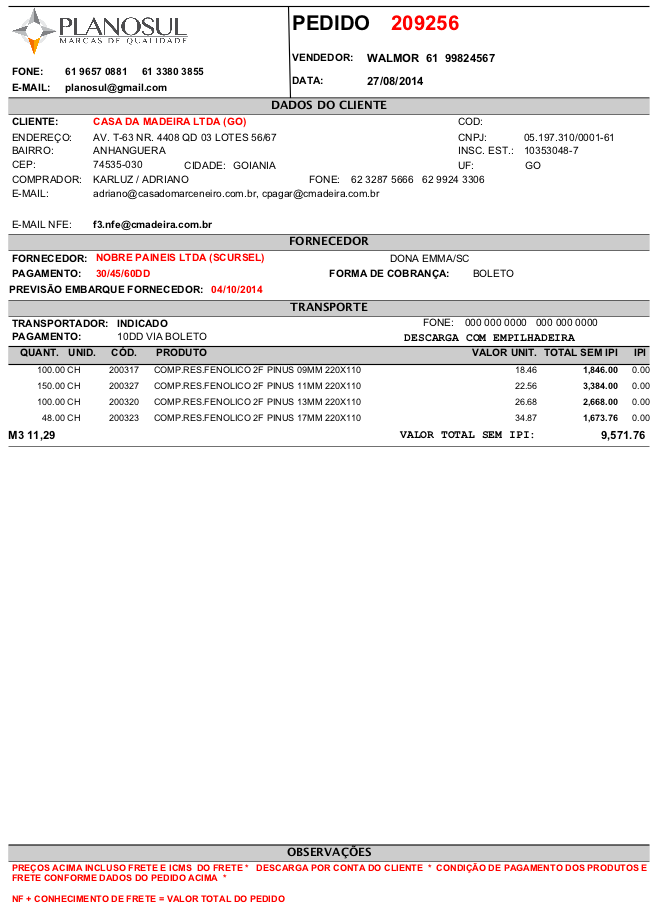 PLANOSUL
MARCAS DE QUALIDADE
PEDIDO 209256
VENDEDOR: WALMOR 61 99824567
FONE: 61 9657 0881 61 3380 3855
DATA: 27/08/2014
E-MAIL: planosul@gmail.com
DADOS DO CLIENTE
CLIENTE: CASA DA MADEIRA LTDA (GO) COD:
ENDEREÇO: AV. T-63 NR. 4408 QD 03 LOTES 56/67 CNPJ: 05.197.310/0001-61
BAIRRO: ANHANGUERA INSC. EST.: 10353048-7
CEP: 74535-030 CIDADE: GOIANIA UF: GO
COMPRADOR: KARLUZ / ADRIANO FONE: 62 3287 5666 62 9924 3306
E-MAIL: adriano@casadomarceneiro.com.br, cpagar@cmadeira.com.br
E-MAIL NFE: f3.nfe@cmadeira.com.br
FORNECEDOR
FORNECEDOR: NOBRE PAINEIS LTDA (SCURSEL) DONA EMMA/SC
PAGAMENTO: 30/45/60DD FORMA DE COBRANÇA: BOLETO
PREVISÃO EMBARQUE FORNECEDOR: 04/10/2014
TRANSPORTE
TRANSPORTADOR: INDICADO FONE: 000 000 0000 000 000 0000
PAGAMENTO: 10DD VIA BOLETO DESCARGA COM EMPILHADEIRA
QUANT. UNID. CÓD. PRODUTO VALOR UNIT. TOTAL SEM IPI IPI
100.00 CH 200317 COMP.RES.FENOLICO 2F PINUS 09MM 220X110 18.46 1,846.00 0.00
150.00 CH 200327 COMP.RES.FENOLICO 2F PINUS 11MM 220X110 22.56 3,384.00 0.00
100.00 CH 200320 COMP.RES.FENOLICO 2F PINUS 13MM 220X110 26.68 2,668.00 0.00
48.00 CH 200323 COMP.RES.FENOLICO 2F PINUS 17MM 220X110 34.87 1,673.76 0.00
M3 11,29 VALOR TOTAL SEM IPI: 9,571.76
OBSERVAÇÕES
PREÇOS ACIMA INCLUSO FRETE E ICMS DO FRETE * DESCARGA POR CONTA DO CLIENTE * CONDIÇÃO DE PAGAMENTO DOS PRODUTOS E
FRETE CONFORME DADOS DO PEDIDO ACIMA *
NF + CONHECIMENTO DE FRETE = VALOR TOTAL DO PEDIDO